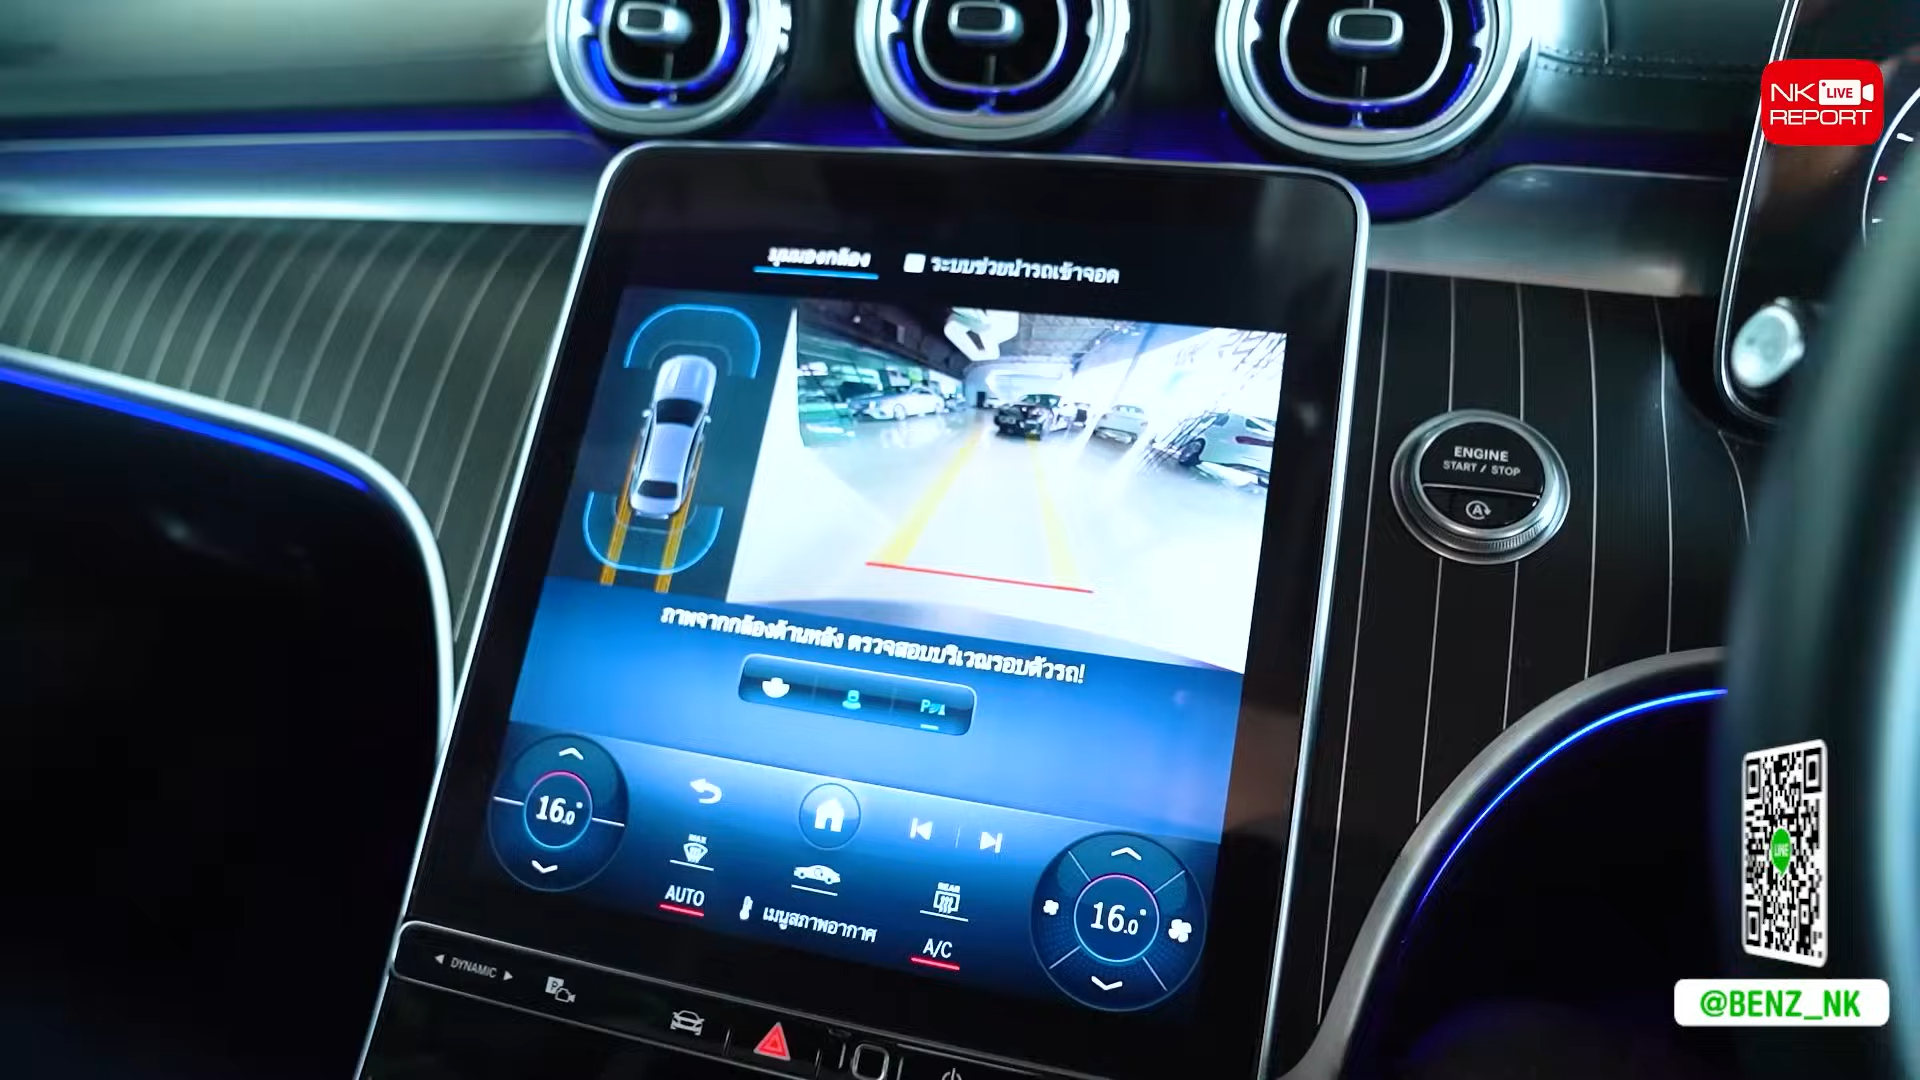 NK LIVE
REPORT
มุมมองกล้อง
ระบบช่วยนำรถเข้าจอด
ENGINE
START / STOP
A
ภาพจากกล้องด้านหลัง ตรวจสอบบริเวณรอบตัวรถ!
P
16.0°
MAX
REAR
AUTO
เมนูสภาพอากาศ
A/C
16.0°
DYNAMIC
P
LINE
@BENZ_NK